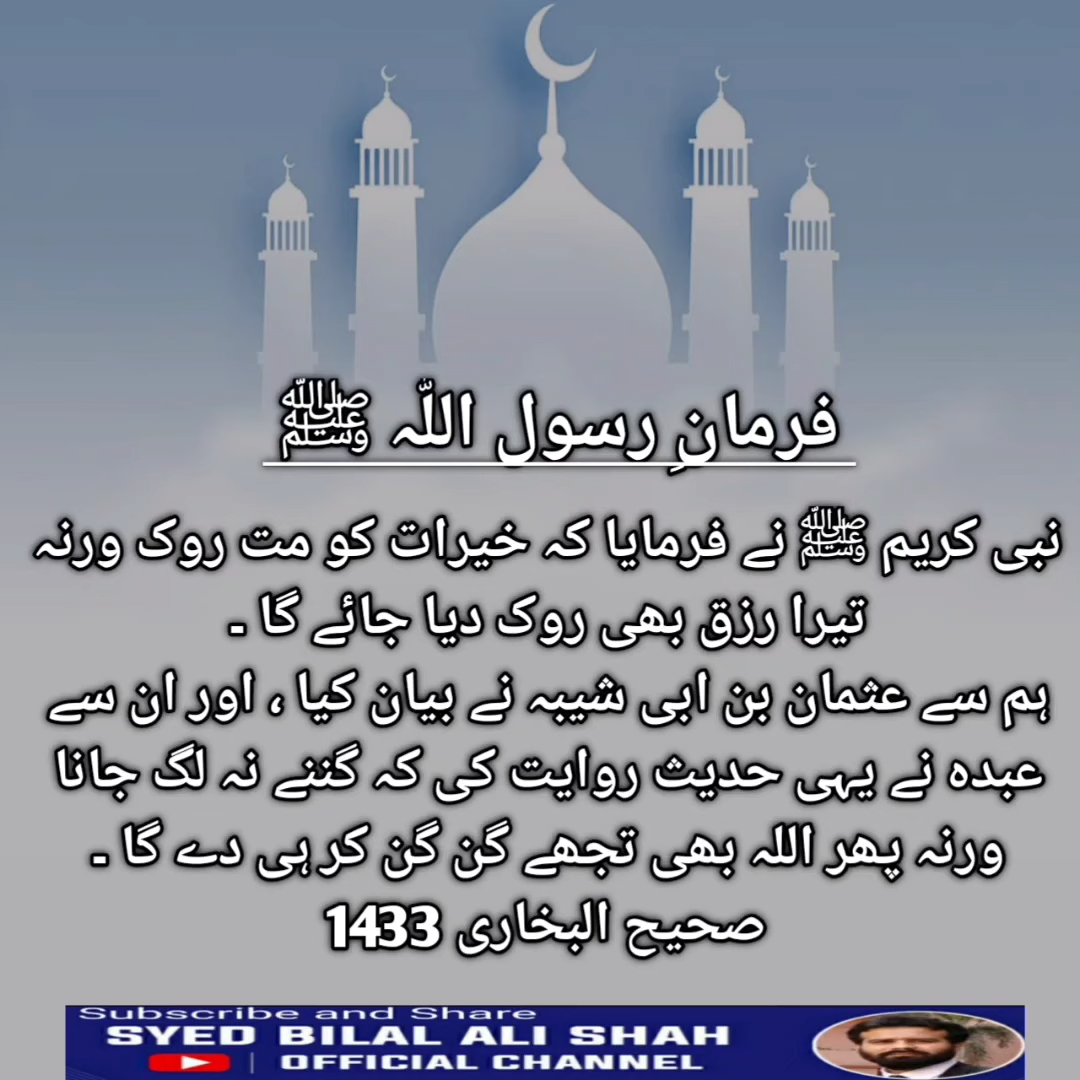 فرمانِ رسول اللّٰہ ﷺ
نبی کریم ﷺ نے فرمایا کہ خیرات کو مت روک ورنہ
تیرا رزق بھی روک دیا جائے گا ۔
ہم سے عثمان بن ابی شیبہ نے بیان کیا ، اور ان سے
عبدہ نے یہی حدیث روایت کی کہ گننے نہ لگ جانا
ورنہ پھر اللہ بھی تجھے گن گن کر ہی دے گا ۔
صحیح البخاری 1433
Subscribe and Share
SYED BILAL ALI SHAH
OFFICIAL CHANNEL